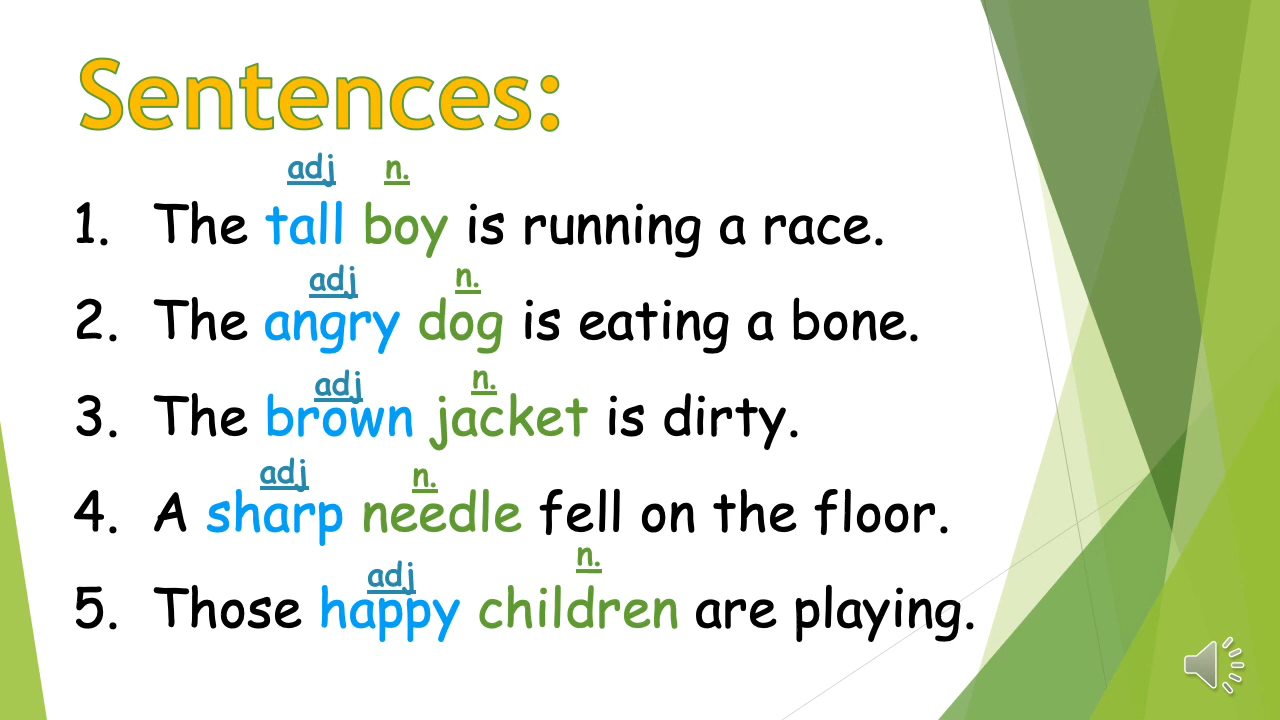 Sentences:
adj n.
1. The tall boy is running a race.
adj n.
2. The angry dog is eating a bone.
adj n.
3. The brown jacket is dirty.
adj n.
4. A sharp needle fell on the floor.
adj n.
5. Those happy children are playing.